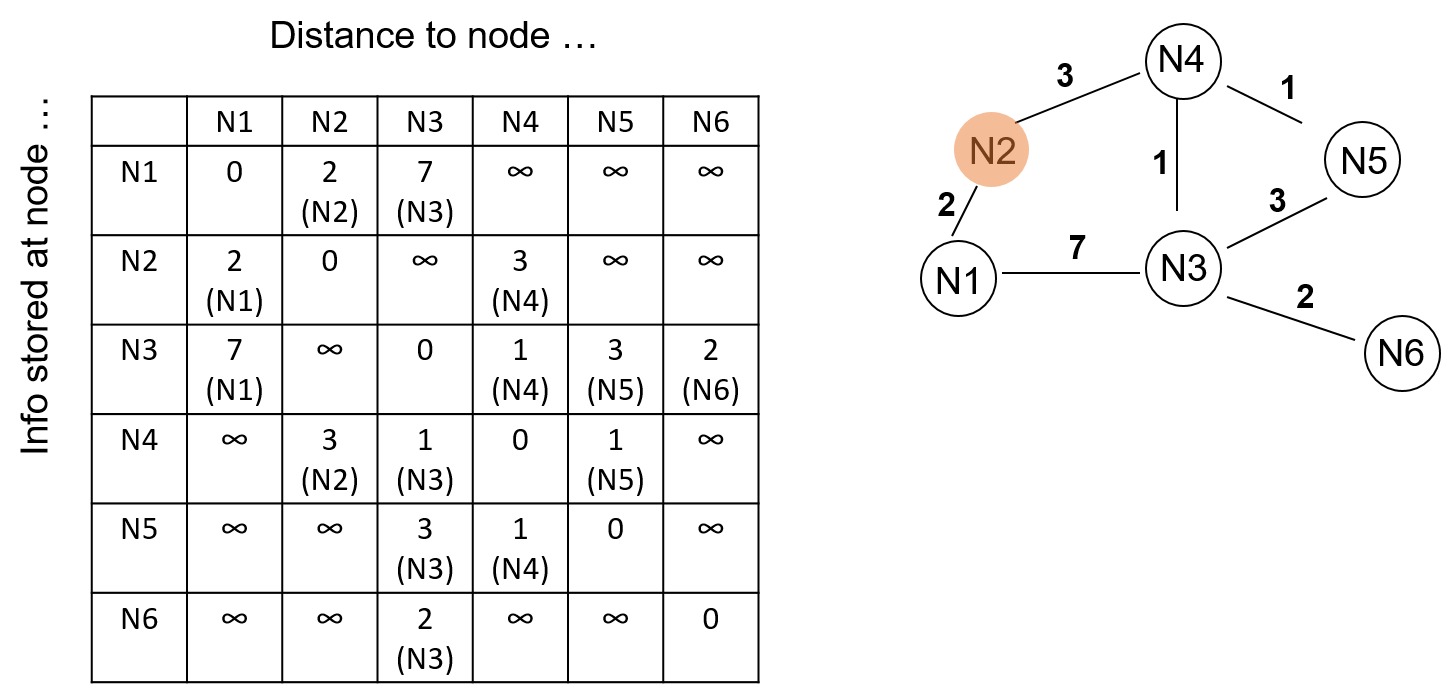 Distance to node …
Info stored at node …
N1 N2 N3 N4 N5 N6
N1 0 2 7 ∞ ∞ ∞
(N2) (N3)
N2 2 0 ∞ 3 ∞ ∞
(N1) (N4)
N3 7 ∞ 0 1 3 2
(N1) (N4) (N5) (N6)
N4 ∞ 3 1 0 1 ∞
(N2) (N3) (N5)
N5 ∞ ∞ 3 1 0 ∞
(N3) (N4)
N6 ∞ ∞ 2 ∞ ∞ 0
(N3)
N4
3
1
N2
1
N5
2
3
7
N1
N3
2
N6